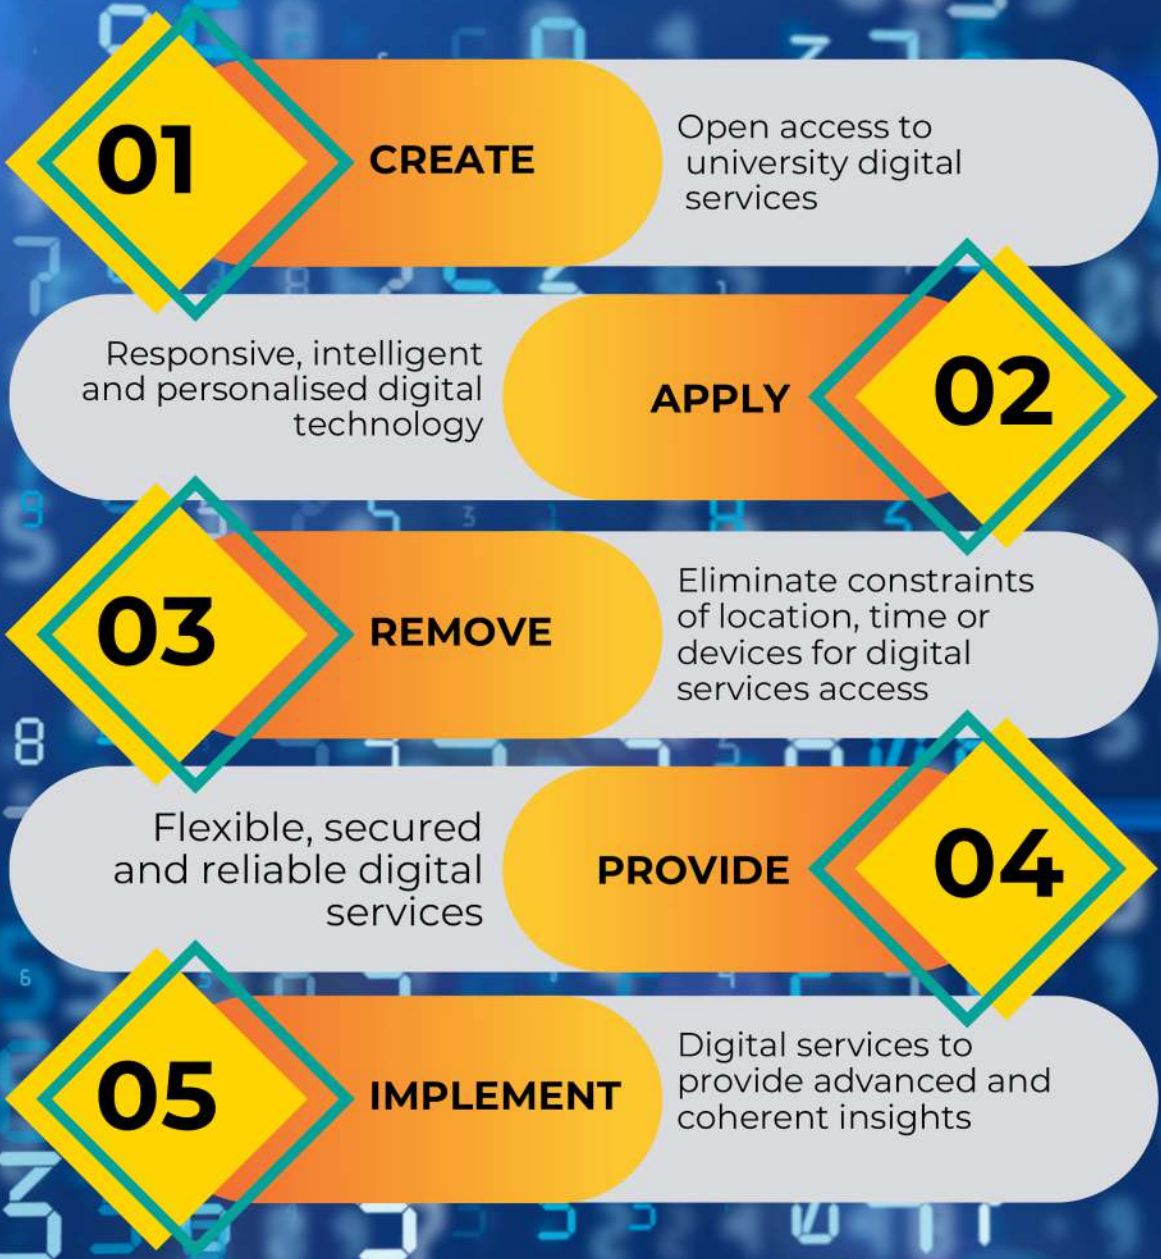 01
CREATE
Open access to
university digital
services
Responsive, intelligent
and personalised digital
technology
APPLY
02
03
REMOVE
Eliminate constraints
of location, time or
devices for digital
services access
Flexible, secured
and reliable digital
services
PROVIDE
04
05
IMPLEMENT
Digital services to
provide advanced and
coherent insights